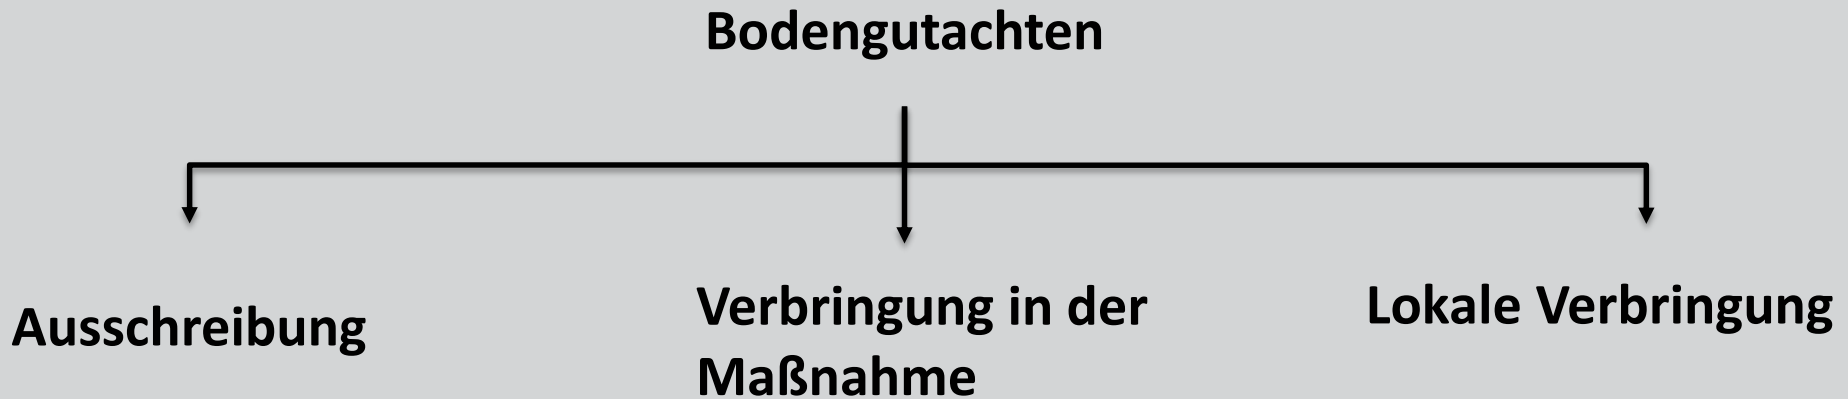 Bodengutachten
Ausschreibung
Verbringung in der
Maßnahme
Lokale Verbringung